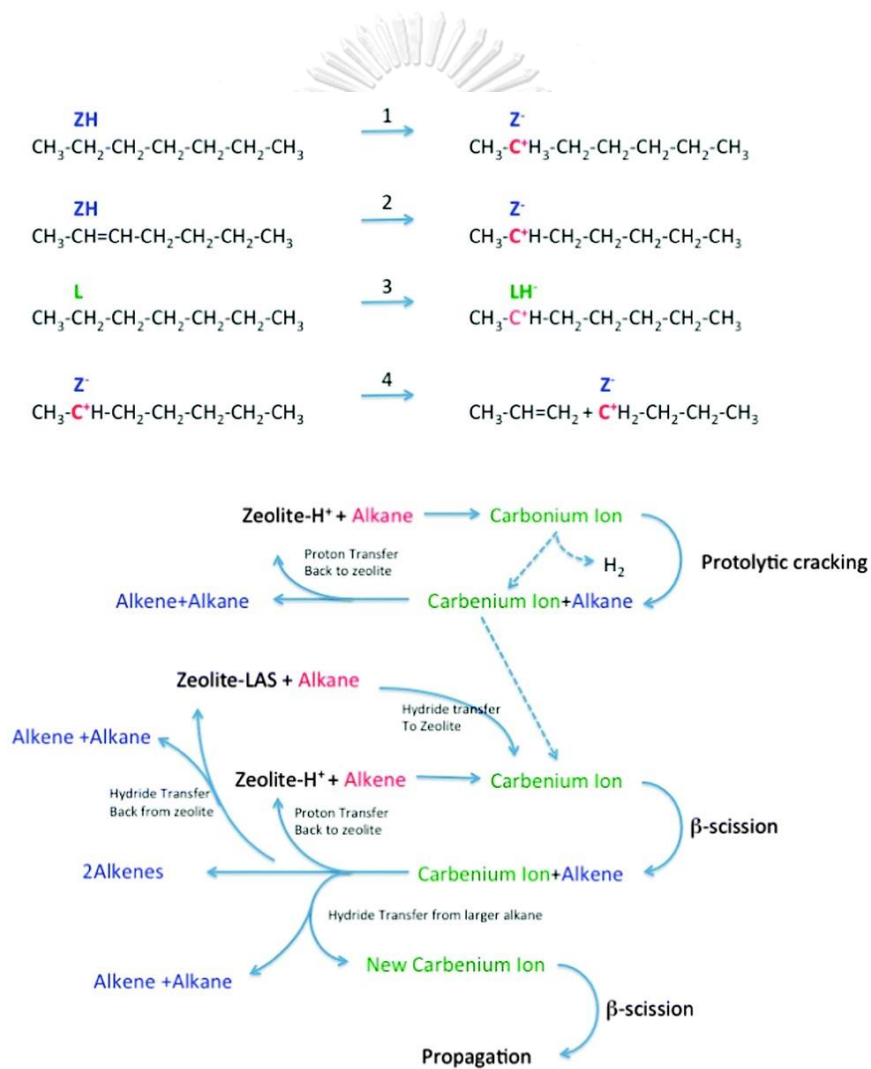 ZH 1 Z⁻
CH₃-CH₂-CH₂-CH₂-CH₂-CH₂-CH₃ CH₃-C⁺H₃-CH₂-CH₂-CH₂-CH₂-CH₃
ZH 2 Z⁻
CH₃-CH=CH-CH₂-CH₂-CH₂-CH₃ CH₃-C⁺H-CH₂-CH₂-CH₂-CH₂-CH₃
L 3 LH⁻
CH₃-CH₂-CH₂-CH₂-CH₂-CH₂-CH₃ CH₃-C⁺H-CH₂-CH₂-CH₂-CH₂-CH₃
Z⁻ 4 Z⁻
CH₃-C⁺H-CH₂-CH₂-CH₂-CH₂-CH₃ CH₃-CH=CH₂ + C⁺H₂-CH₂-CH₂-CH₃
Zeolite-H⁺ + Alkane Carbonium Ion
Proton Transfer
Back to zeolite
H₂
Protolytic cracking
Alkene+Alkane Carbenium Ion+Alkane
Zeolite-LAS + Alkane
Hydride transfer
To Zeolite
Alkene +Alkane
Zeolite-H⁺ + Alkene Carbenium Ion
Hydride Transfer
Back from zeolite
Proton Transfer
Back to zeolite
β-scission
2Alkenes Carbenium Ion+Alkene
Hydride Transfer from larger alkane
Alkene +Alkane New Carbenium Ion
β-scission
Propagation